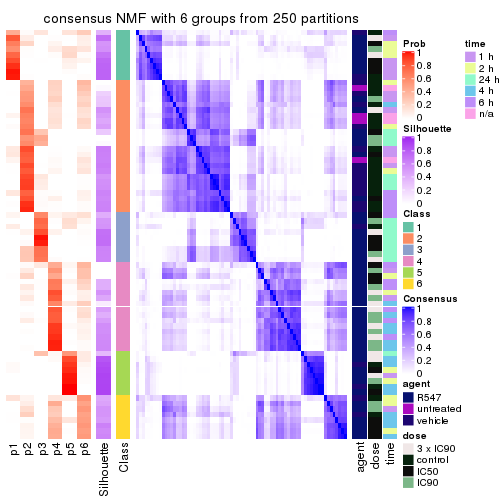 consensus NMF with 6 groups from 250 partitions
p1
p2
p3
p4
p5
p6
Silhouette
Class
agent
dose
time
Prob
1
0.8
0.6
0.4
0.2
0
Silhouette
1
0.8
0.6
0.4
0.2
0
Class
1
2
3
4
5
6
Consensus
1
0.8
0.6
0.4
0.2
0
agent
R547
untreated
vehicle
dose
3 x IC90
control
IC50
IC90
time
1 h
2 h
24 h
4 h
6 h
n/a